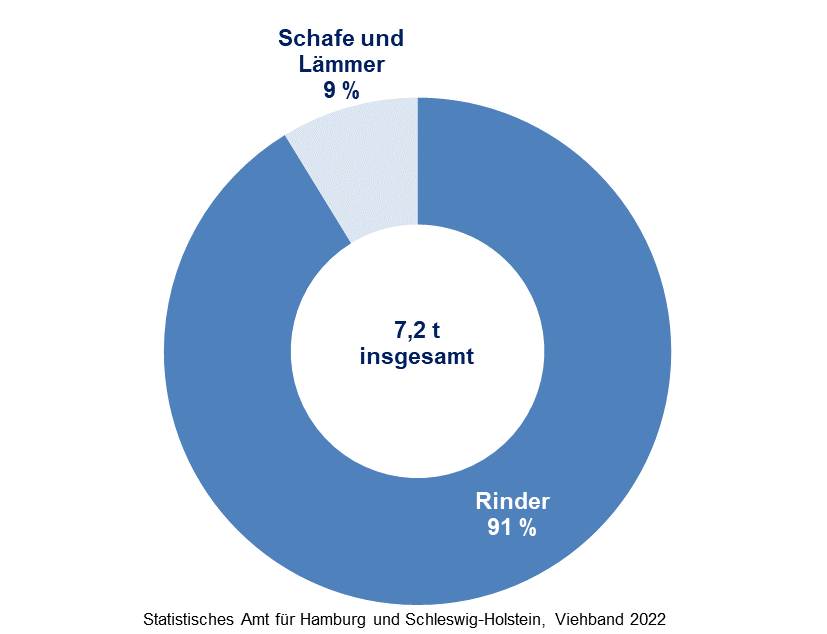 Schafe und
Lämmer
9 %
7,2 t
insgesamt
Rinder
91 %
Statistisches Amt für Hamburg und Schleswig-Holstein, Viehband 2022